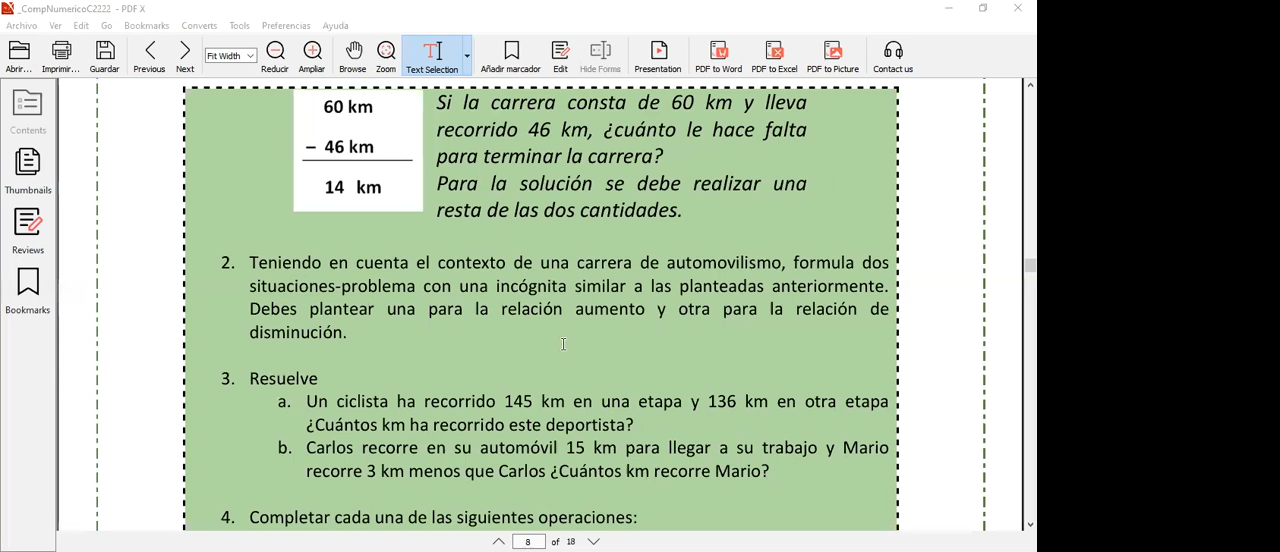 _CompNumericoC2222 - PDF X
Archivo Ver Edit Go Bookmarks Converts Tools Preferencias Ayuda
Abrir... Imprimir... Guardar Previous Next Fit Width Reducir Ampliar Browse Zoom Text Selection Añadir marcador Edit Hide Forms Presentation PDF to Word PDF to Excel PDF to Picture Contact us
Contents
Thumbnails
Reviews
Bookmarks
60 km
– 46 km
14 km
Si la carrera consta de 60 km y lleva
recorrido 46 km, ¿cuánto le hace falta
para terminar la carrera?
Para la solución se debe realizar una
resta de las dos cantidades.
2. Teniendo en cuenta el contexto de una carrera de automovilismo, formula dos
situaciones-problema con una incógnita similar a las planteadas anteriormente.
Debes plantear una para la relación aumento y otra para la relación de
disminución.
3. Resuelve
a. Un ciclista ha recorrido 145 km en una etapa y 136 km en otra etapa
¿Cuántos km ha recorrido este deportista?
b. Carlos recorre en su automóvil 15 km para llegar a su trabajo y Mario
recorre 3 km menos que Carlos ¿Cuántos km recorre Mario?
4. Completar cada una de las siguientes operaciones:
8 of 18